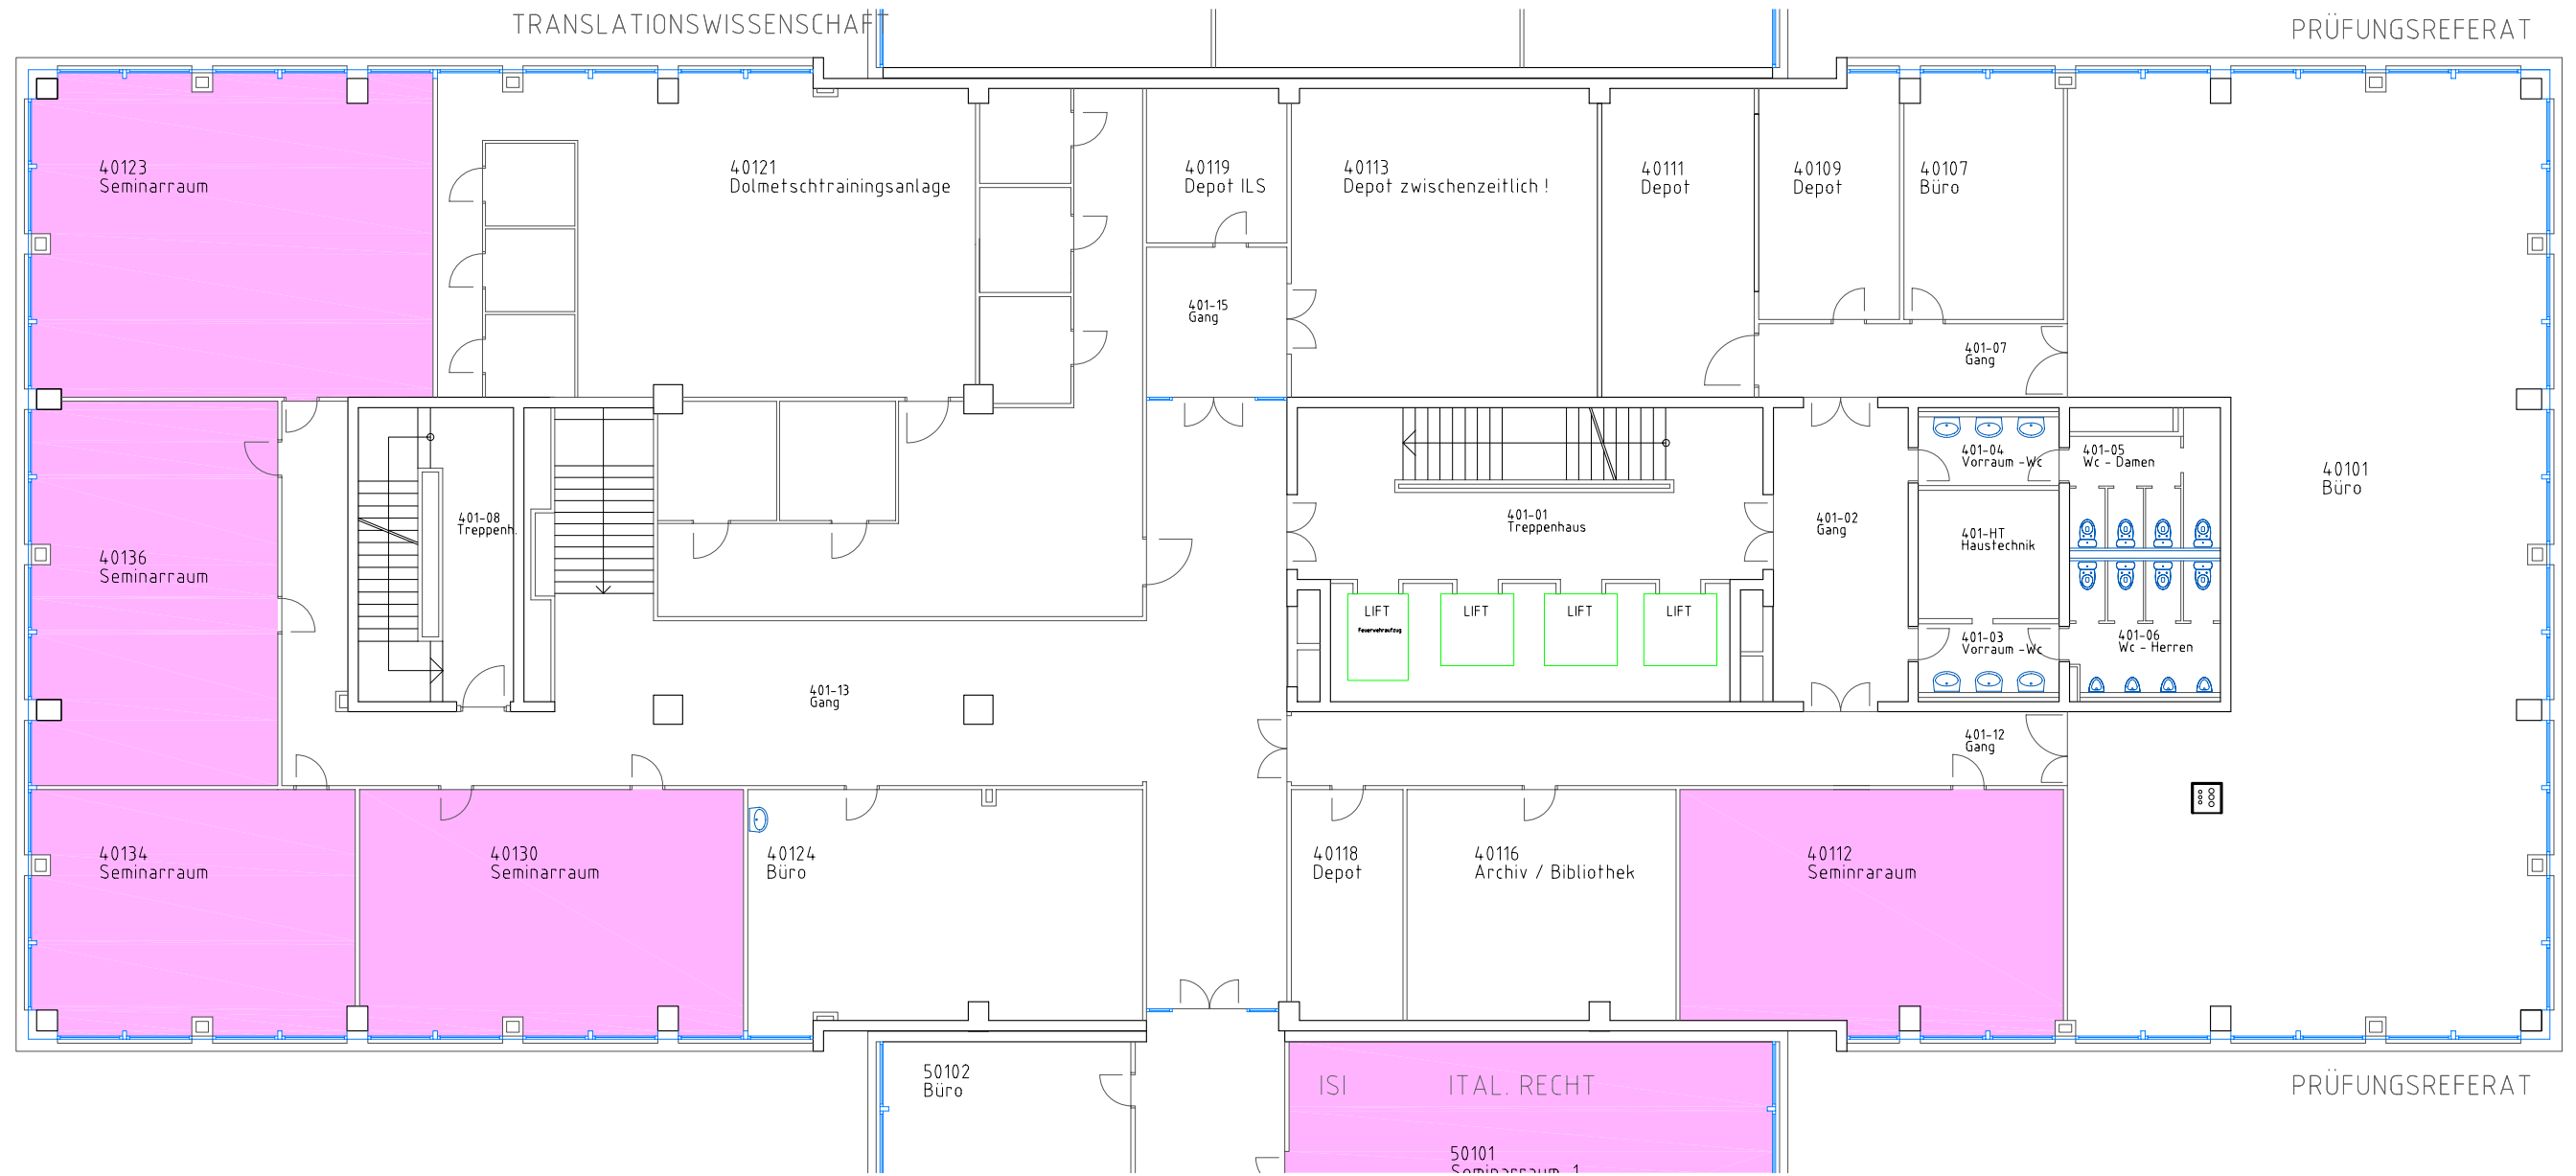 TRANSLATIONSWISSENSCHAFT
PRÜFUNGSREFERAT
40123
Seminarraum
40121
Dolmetschtrainingsanlage
40119
Depot ILS
40113
Depot zwischenzeitlich !
40111
Depot
40109
Depot
40107
Büro
401-15
Gang
401-07
Gang
40101
Büro
401-04
Vorraum -Wc
401-05
Wc - Damen
401-08
Treppenh.
401-01
Treppenhaus
401-02
Gang
401-HT
Haustechnik
40136
Seminarraum
LIFT
Feuerwehraufzug
LIFT
LIFT
LIFT
401-03
Vorraum -Wc
401-06
Wc - Herren
401-13
Gang
401-12
Gang
40134
Seminarraum
40130
Seminarraum
40124
Büro
40118
Depot
40116
Archiv / Bibliothek
40112
Seminraraum
50102
Büro
ISI
ITAL. RECHT
PRÜFUNGSREFERAT
50101
Seminarraum 1